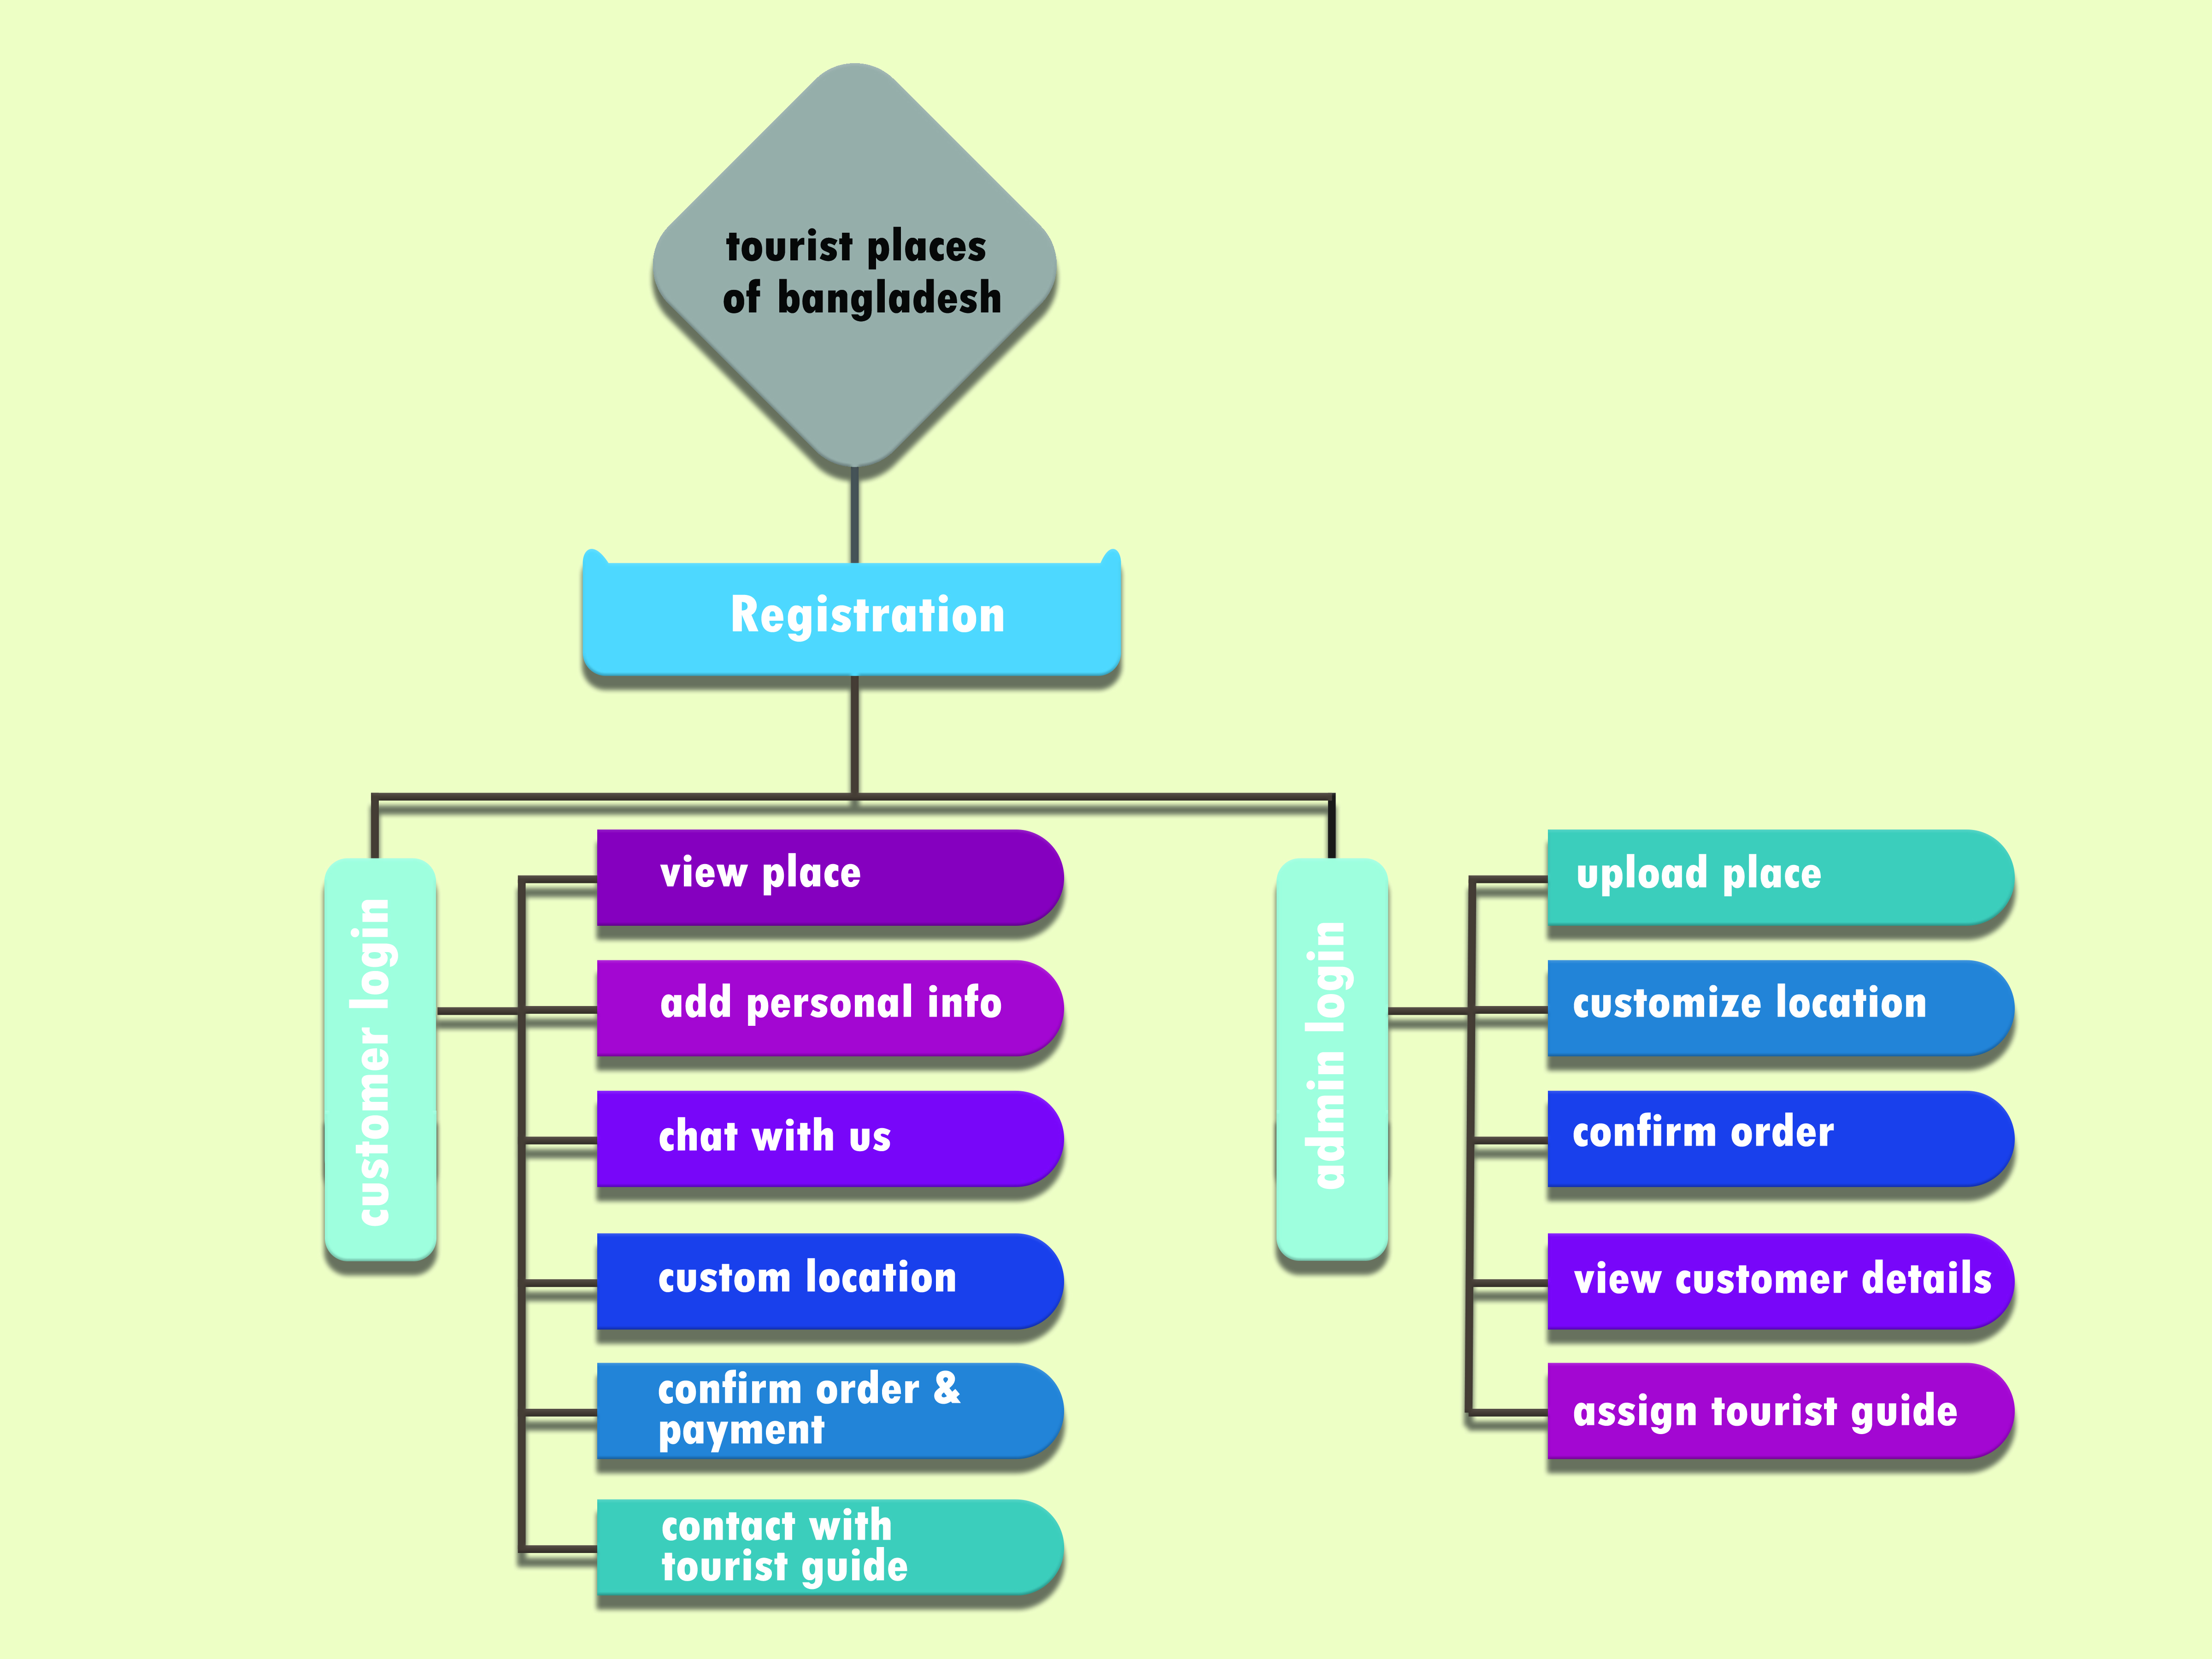 tourist places
of bangladesh
Registration
customer login
view place
add personal info
chat with us
custom location
confirm order &
payment
contact with
tourist guide
admin login
upload place
customize location
confirm order
view customer details
assign tourist guide